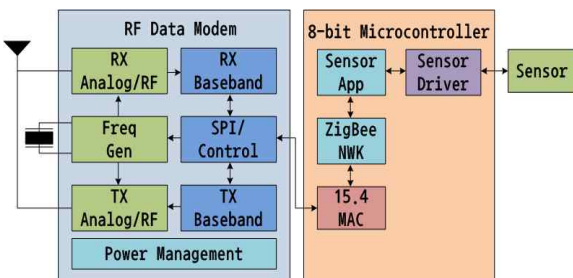 RF Data Modem
RX
Analog/RF
RX
Baseband
Freq
Gen
SPI/
Control
TX
Analog/RF
TX
Baseband
Power Management
8-bit Microcontroller
Sensor
App
Sensor
Driver
ZigBee
NWK
15.4
MAC
Sensor